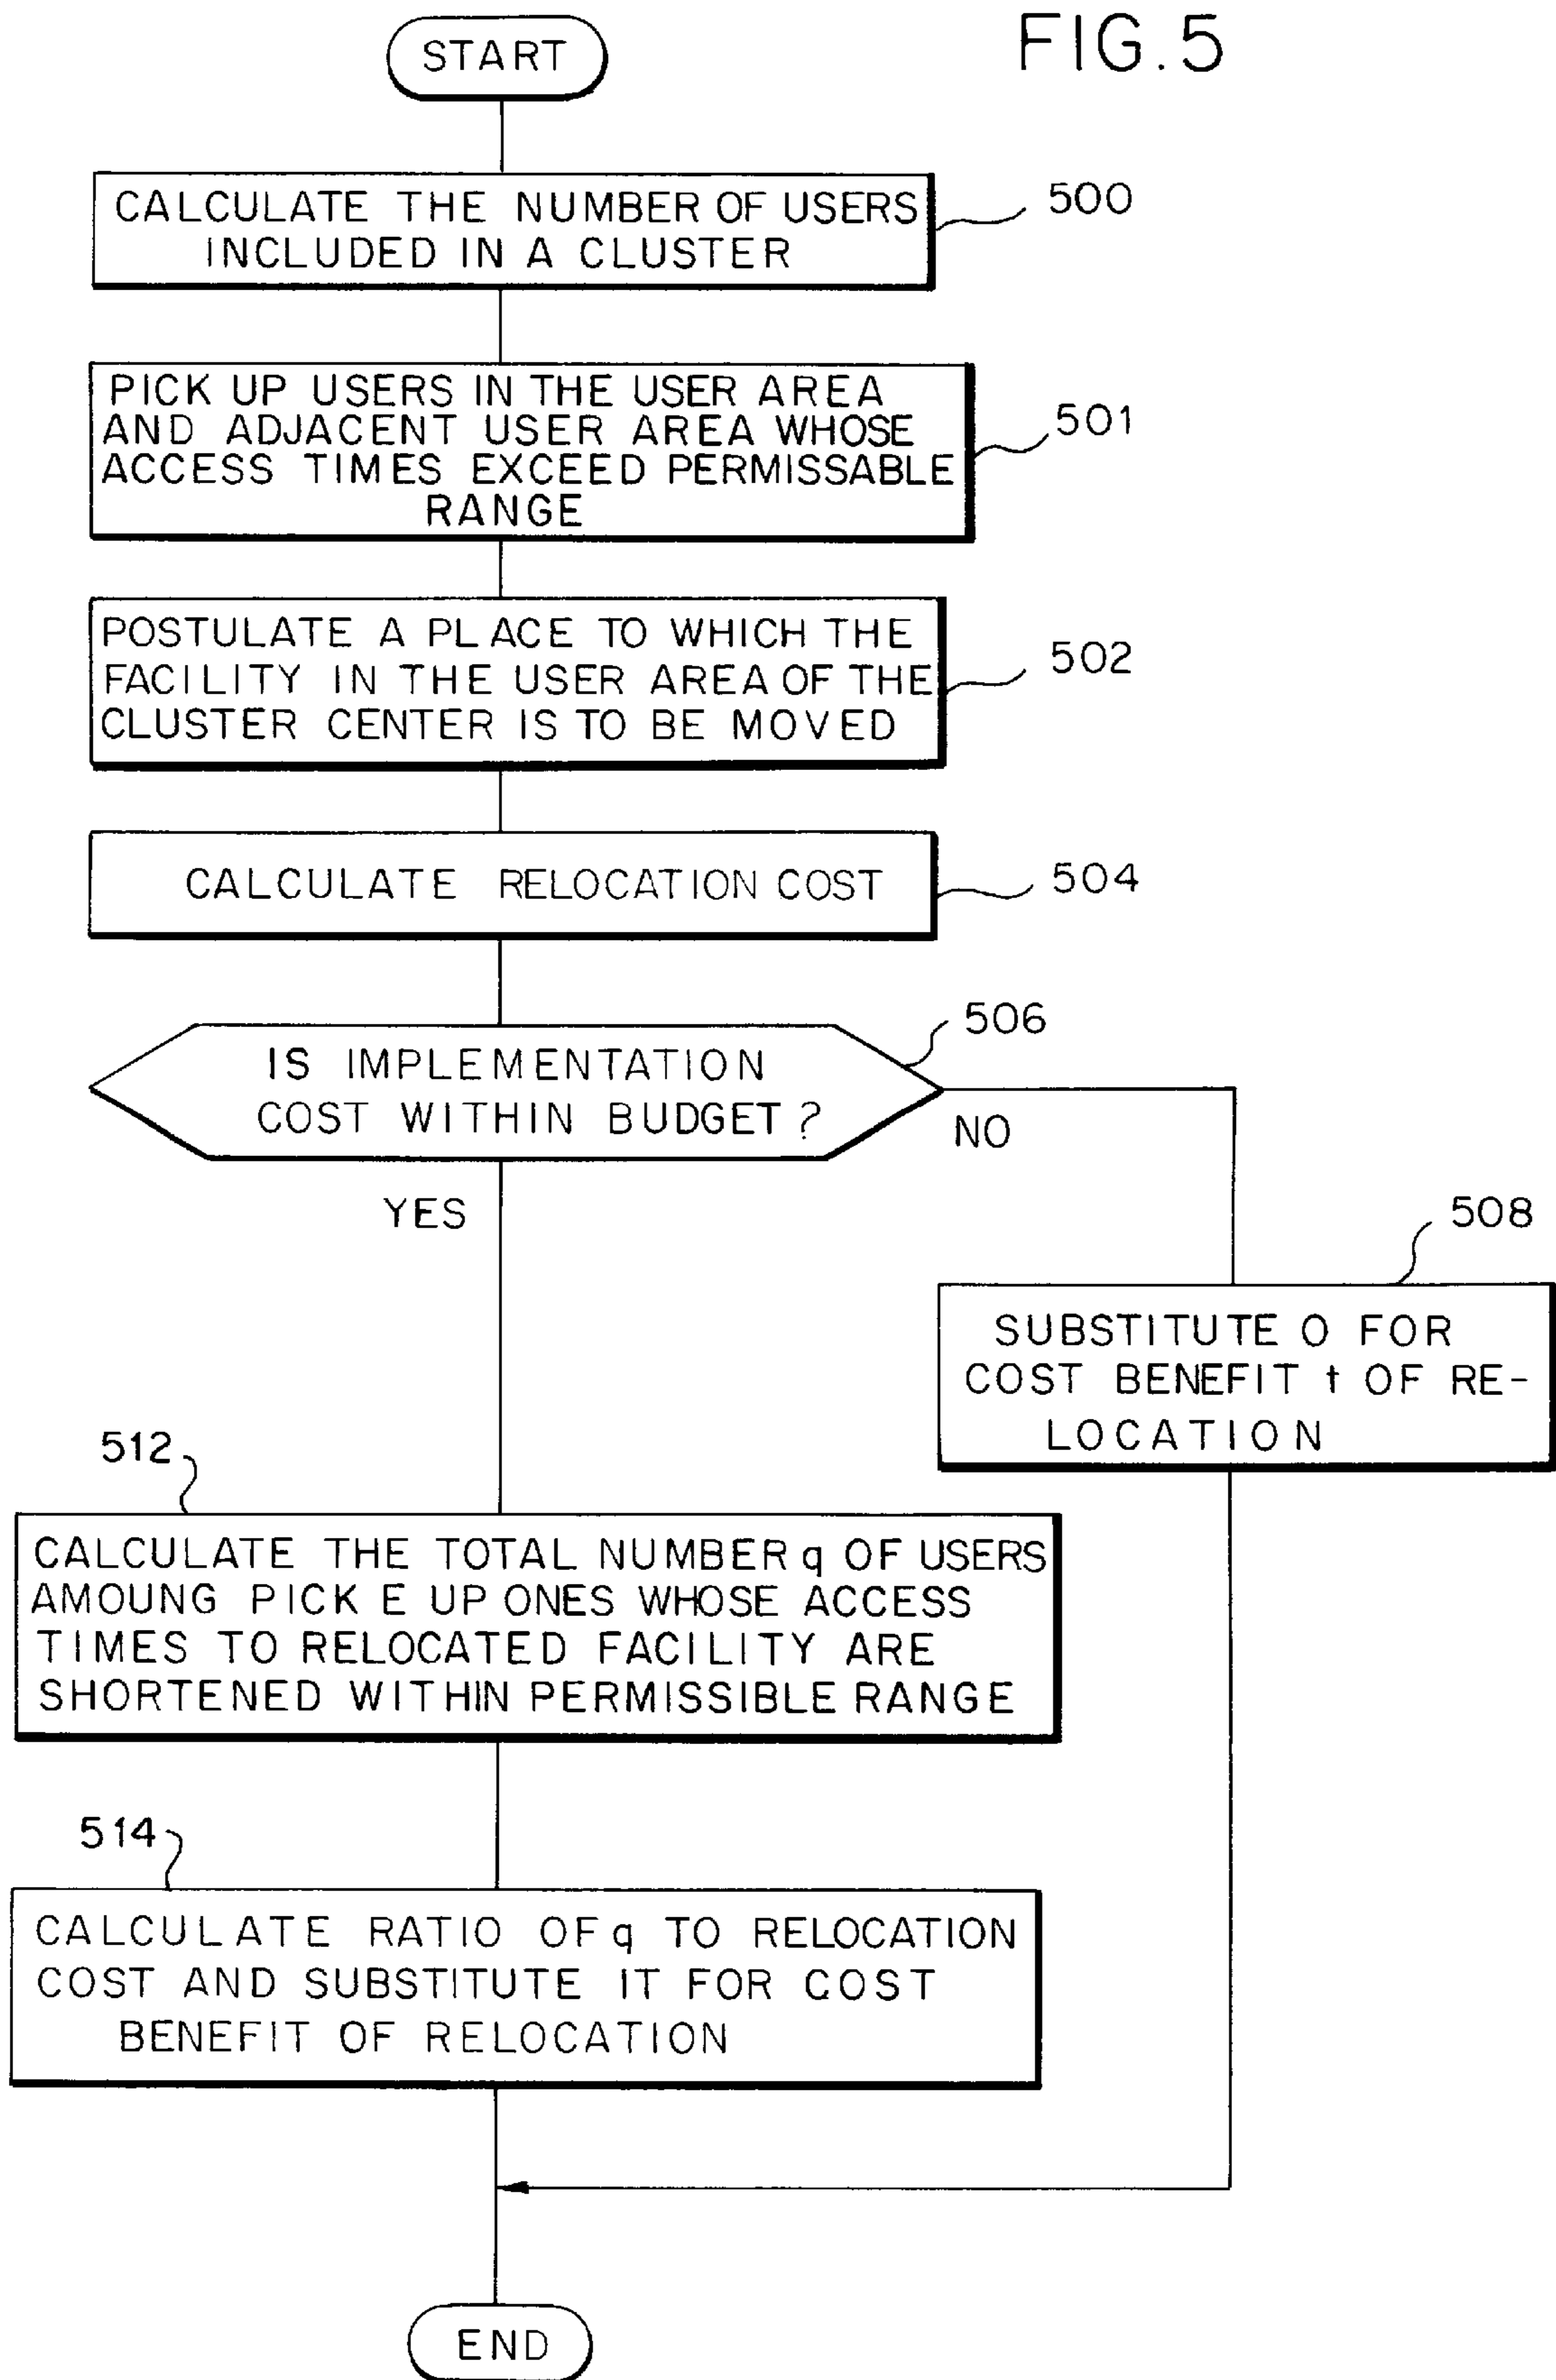 FIG. 5
START
CALCULATE THE NUMBER OF USERS
INCLUDED IN A CLUSTER
500
PICK UP USERS IN THE USER AREA
AND ADJACENT USER AREA WHOSE
ACCESS TIMES EXCEED PERMISSABLE
RANGE
501
POSTULATE A PLACE TO WHICH THE
FACILITY IN THE USER AREA OF THE
CLUSTER CENTER IS TO BE MOVED
502
CALCULATE RELOCATION COST
504
IS IMPLEMENTATION
COST WITHIN BUDGET?
506
NO
YES
508
SUBSTITUTE 0 FOR
COST BENEFIT t OF RE-
LOCATION
512
CALCULATE THE TOTAL NUMBER q OF USERS
AMOUNG PICK E UP ONES WHOSE ACCESS
TIMES TO RELOCATED FACILITY ARE
SHORTENED WITHIN PERMISSIBLE RANGE
514
CALCULATE RATIO OF q TO RELOCATION
COST AND SUBSTITUTE IT FOR COST
BENEFIT OF RELOCATION
END